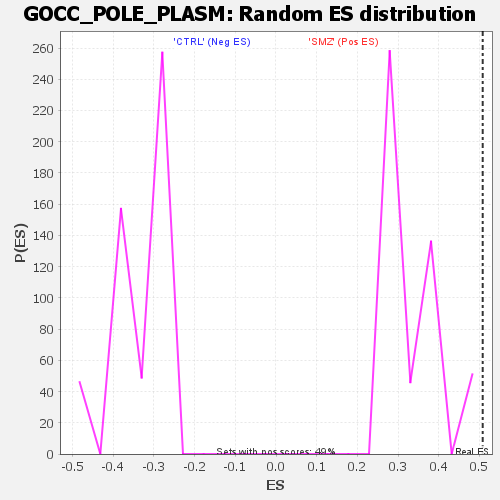 GOCC_POLE_PLASM: Random ES distribution
'CTRL' (Neg ES) 'SMZ' (Pos ES)
260
240
220
200
180
160
140
120
100
80
60
40
20
0
P(ES)
Sets with pos scores: 49% Real ES
-0.5 -0.4 -0.3 -0.2 -0.1 0.0 0.1 0.2 0.3 0.4 0.5
ES